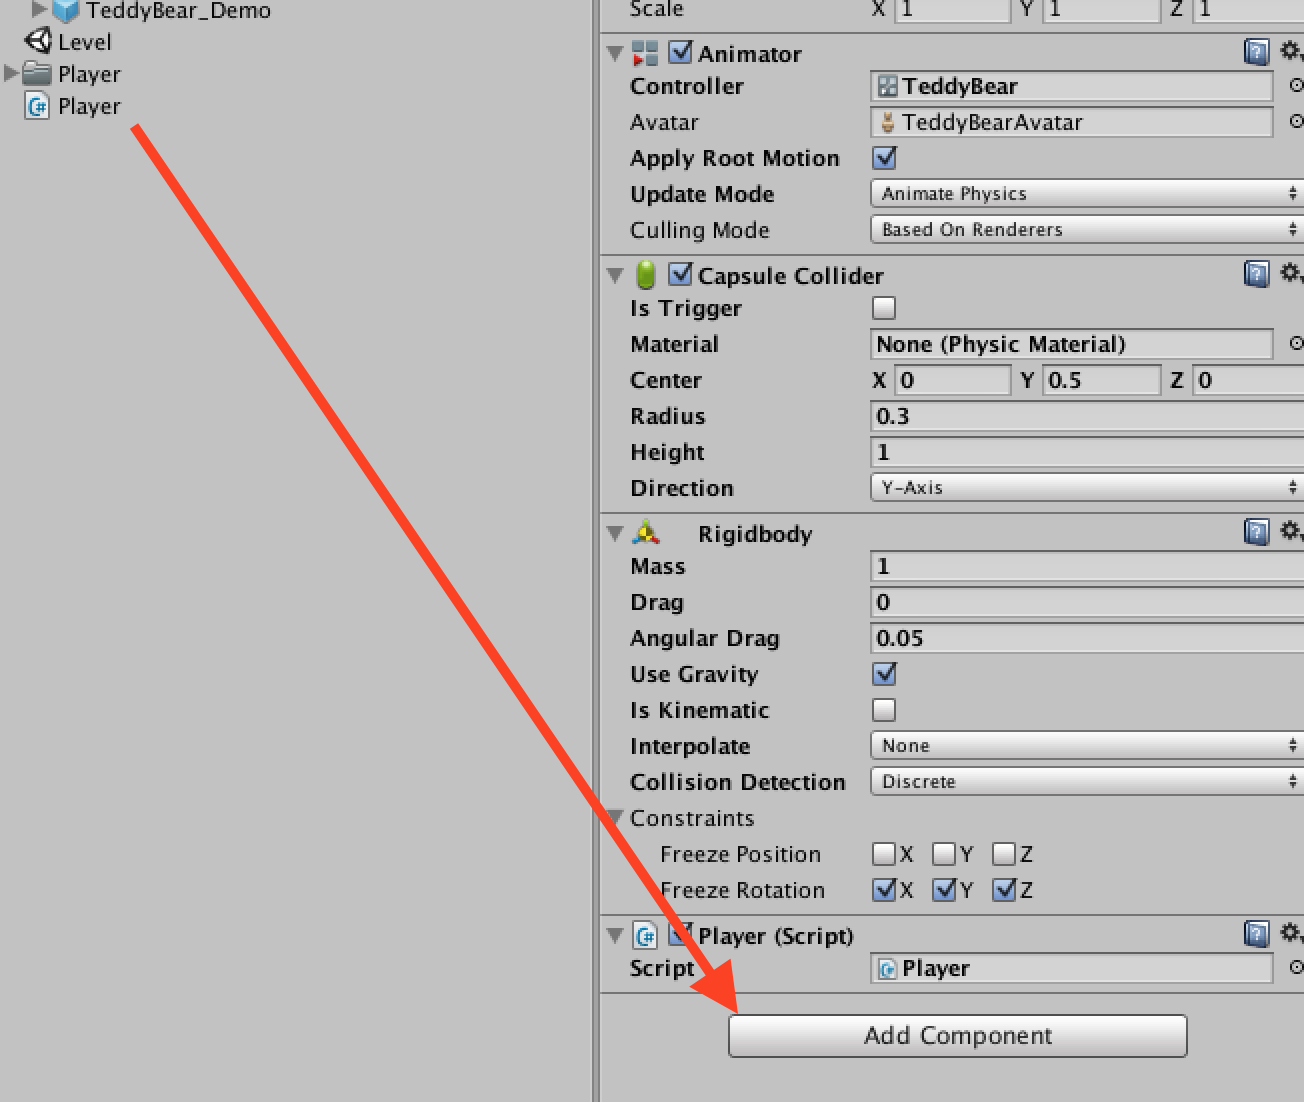 TeddyBear_Demo
Level
Player
Player
Scale X 1 Y 1 Z 1
Animator
Controller TeddyBear
Avatar TeddyBearAvatar
Apply Root Motion
Update Mode Animate Physics
Culling Mode Based On Renderers
Capsule Collider
Is Trigger
Material None (Physic Material)
Center X 0 Y 0.5 Z 0
Radius 0.3
Height 1
Direction Y-Axis
Rigidbody
Mass 1
Drag 0
Angular Drag 0.05
Use Gravity
Is Kinematic
Interpolate None
Collision Detection Discrete
Constraints
Freeze Position X Y Z
Freeze Rotation X Y Z
Player (Script)
Script Player
Add Component